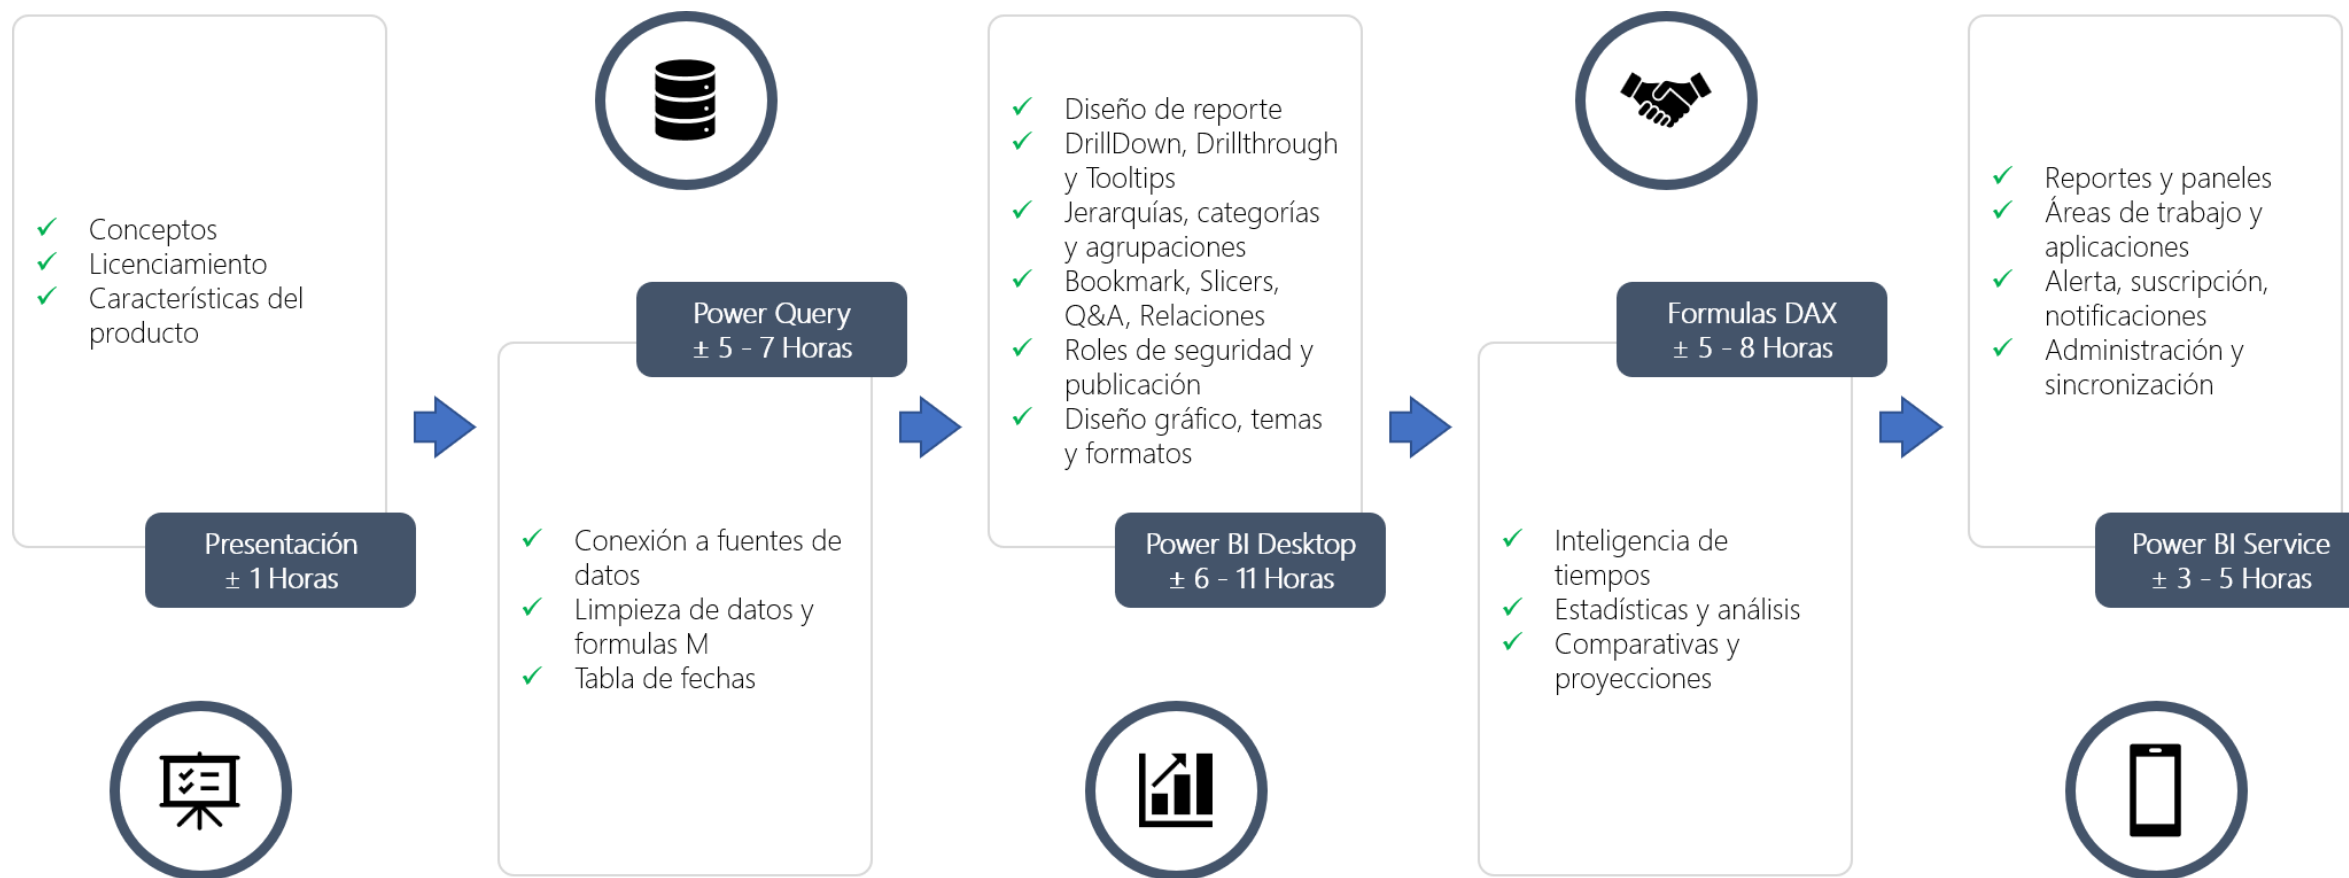 Conceptos
Licenciamiento
Características del
producto
Presentación
± 1 Horas
Power Query
± 5 - 7 Horas
Conexión a fuentes de
datos
Limpieza de datos y
formulas M
Tabla de fechas
Diseño de reporte
DrillDown, Drillthrough
y Tooltips
Jerarquías, categorías
y agrupaciones
Bookmark, Slicers,
Q&A, Relaciones
Roles de seguridad y
publicación
Diseño gráfico, temas
y formatos
Power BI Desktop
± 6 - 11 Horas
Formulas DAX
± 5 - 8 Horas
Inteligencia de
tiempos
Estadísticas y análisis
Comparativas y
proyecciones
Reportes y paneles
Áreas de trabajo y
aplicaciones
Alerta, suscripción,
notificaciones
Administración y
sincronización
Power BI Service
± 3 - 5 Horas